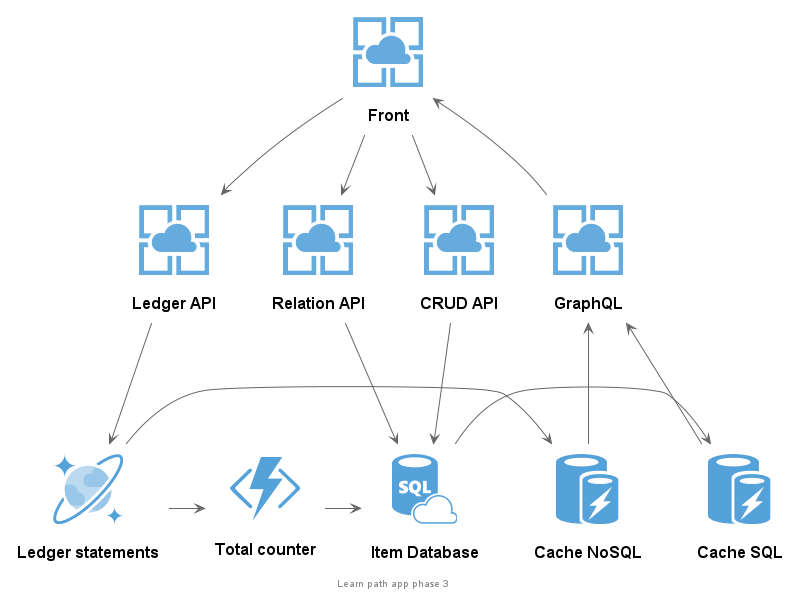 Front
Ledger API
Relation API
CRUD API
GraphQL
SQL
Ledger statements
Total counter
Item Database
Cache NoSQL
Cache SQL
Learn path app phase 3